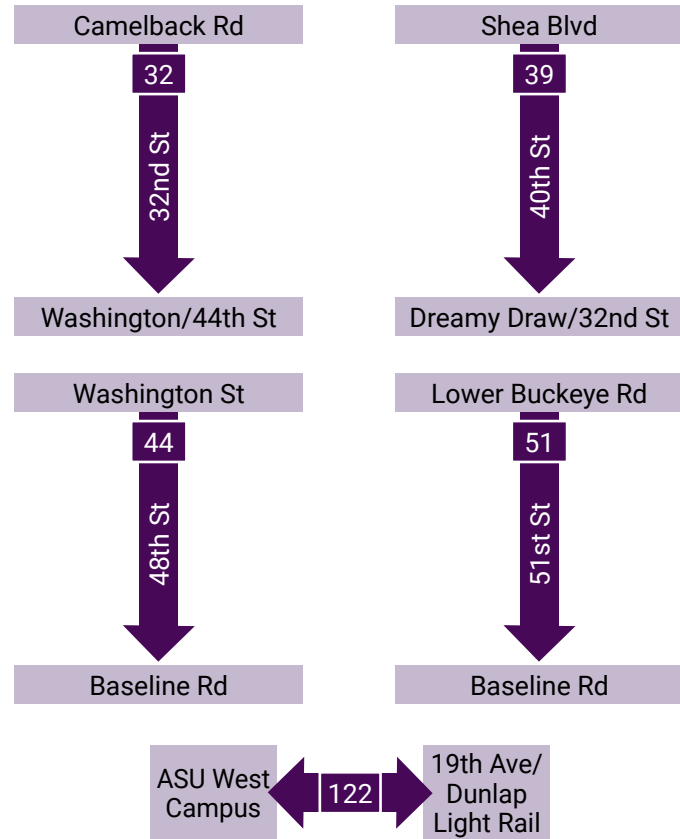 Camelback Rd
32
32nd St
Washington/44th St
Shea Blvd
39
40th St
Dreamy Draw/32nd St
Washington St
44
48th St
Baseline Rd
Lower Buckeye Rd
51
51st St
Baseline Rd
ASU West
Campus
122
19th Ave/
Dunlap
Light Rail